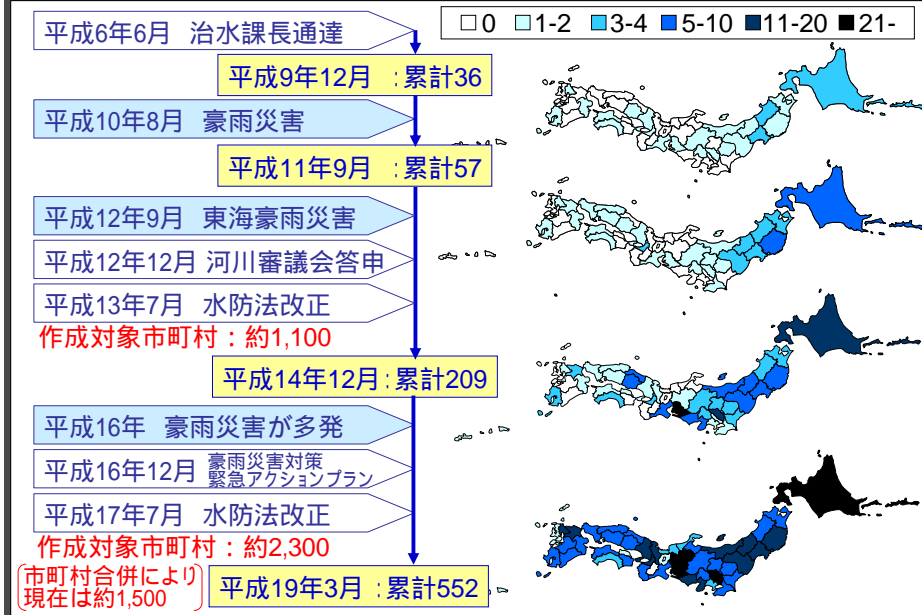 0 1-2 3-4 5-10 11-20 21-
平成6年6月 治水課長通達
平成9年12月 ：累計36
平成10年8月 豪雨災害
平成11年9月 ：累計57
平成12年9月 東海豪雨災害
平成12年12月 河川審議会答申
平成13年7月 水防法改正
作成対象市町村：約1,100
平成14年12月：累計209
平成16年 豪雨災害が多発
平成16年12月 豪雨災害対策
緊急アクションプラン
平成17年7月 水防法改正
作成対象市町村：約2,300
市町村合併により
現在は約1,500
平成19年3月 ：累計552